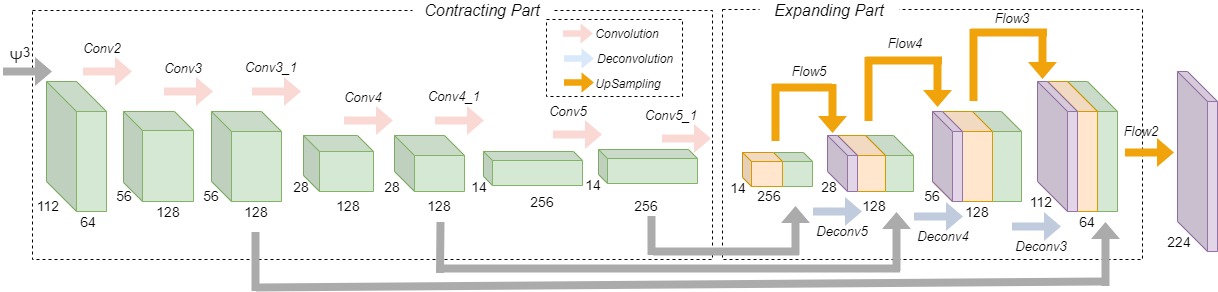 Contracting Part
Expanding Part
Ψ³
Conv2
Conv3
Conv3_1
Conv4
Conv4_1
Conv5
Conv5_1
Convolution
Deconvolution
UpSampling
Flow5
Flow4
Flow3
Flow2
112
64
56
128
56
128
28
128
28
128
14
256
14
256
14
256
28
128
56
128
112
64
224
Deconv5
Deconv4
Deconv3